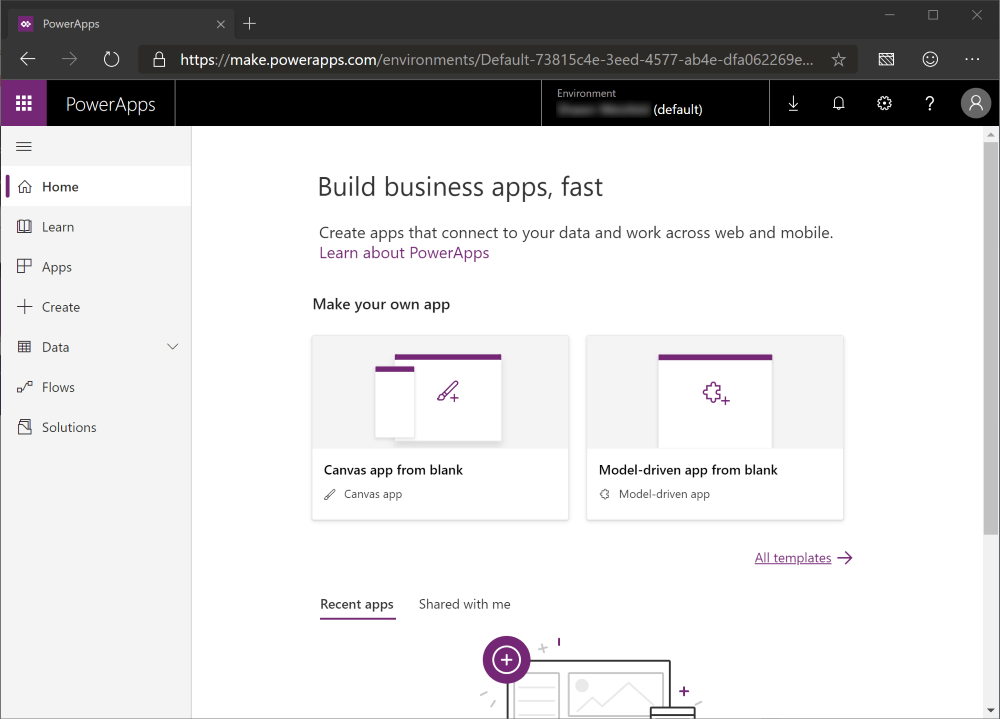 PowerApps
https://make.powerapps.com/environments/Default-73815c4e-3eed-4577-ab4e-dfa062269e...
PowerApps
Environment
(default)
?
Home
Learn
Apps
Create
Data
Flows
Solutions
Build business apps, fast
Create apps that connect to your data and work across web and mobile.
Learn about PowerApps
Make your own app
Canvas app from blank
Canvas app
Model-driven app from blank
Model-driven app
All templates
Recent apps
Shared with me